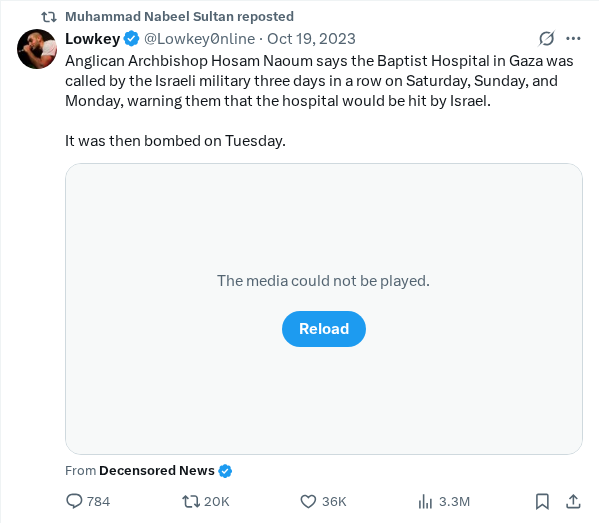 Muhammad Nabeel Sultan reposted
Lowkey @Lowkey0nline · Oct 19, 2023
Anglican Archbishop Hosam Naoum says the Baptist Hospital in Gaza was
called by the Israeli military three days in a row on Saturday, Sunday, and
Monday, warning them that the hospital would be hit by Israel.
It was then bombed on Tuesday.
The media could not be played.
Reload
From Decensored News
784 20K 36K 3.3M